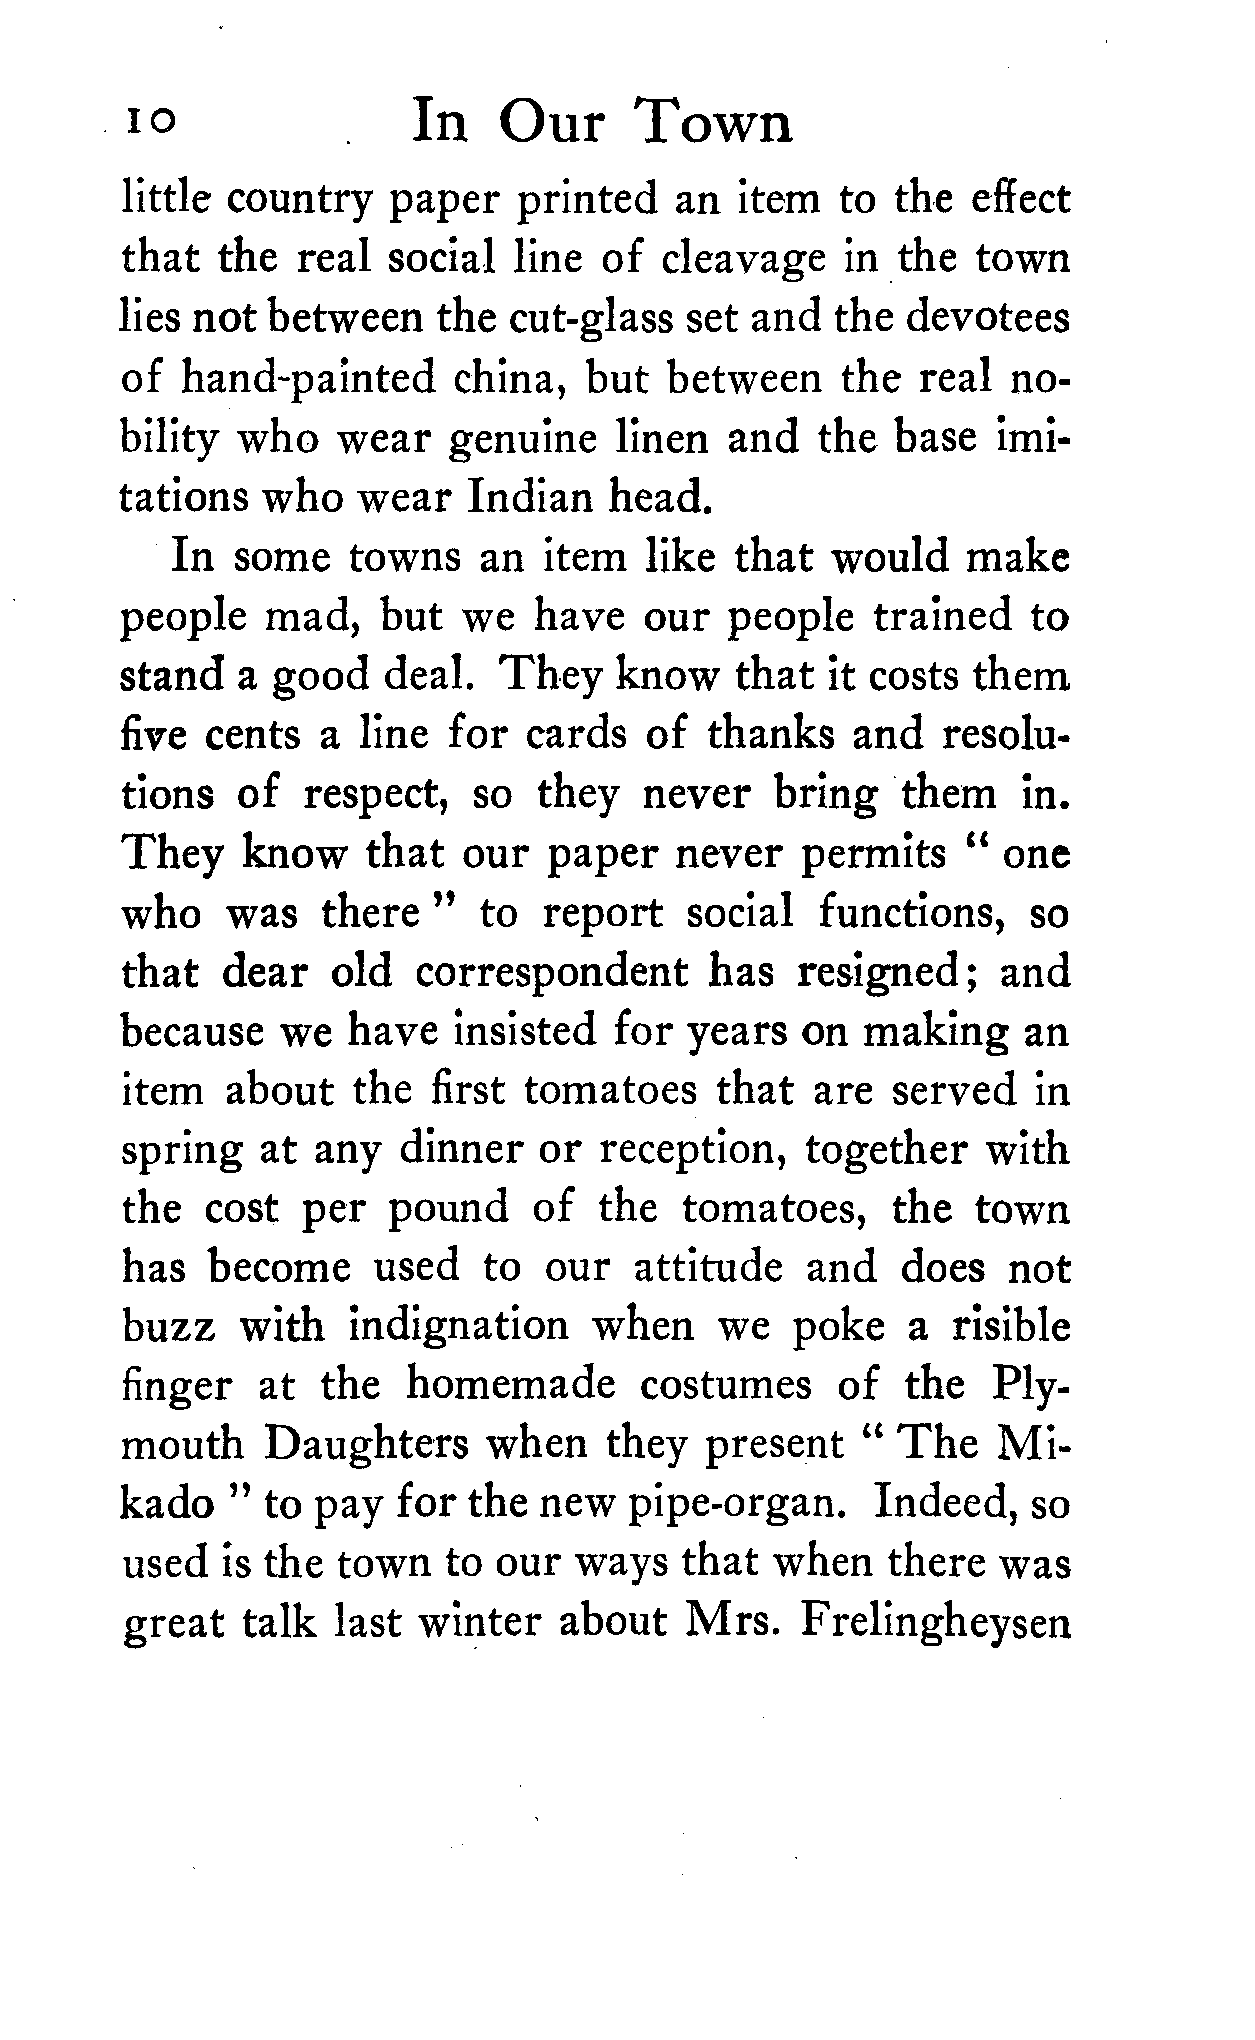 10 In Our Town
little country paper printed an item to the effect
that the real social line of cleavage in the town
lies not between the cut-glass set and the devotees
of hand-painted china, but between the real no-
bility who wear genuine linen and the base imi-
tations who wear Indian head.
In some towns an item like that would make
people mad, but we have our people trained to
stand a good deal. They know that it costs them
five cents a line for cards of thanks and resolu-
tions of respect, so they never bring them in.
They know that our paper never permits " one
who was there " to report social functions, so
that dear old correspondent has resigned; and
because we have insisted for years on making an
item about the first tomatoes that are served in
spring at any dinner or reception, together with
the cost per pound of the tomatoes, the town
has become used to our attitude and does not
buzz with indignation when we poke a risible
finger at the homemade costumes of the Ply-
mouth Daughters when they present " The Mi-
kado " to pay for the new pipe-organ. Indeed, so
used is the town to our ways that when there was
great talk last winter about Mrs. Frelingheysen